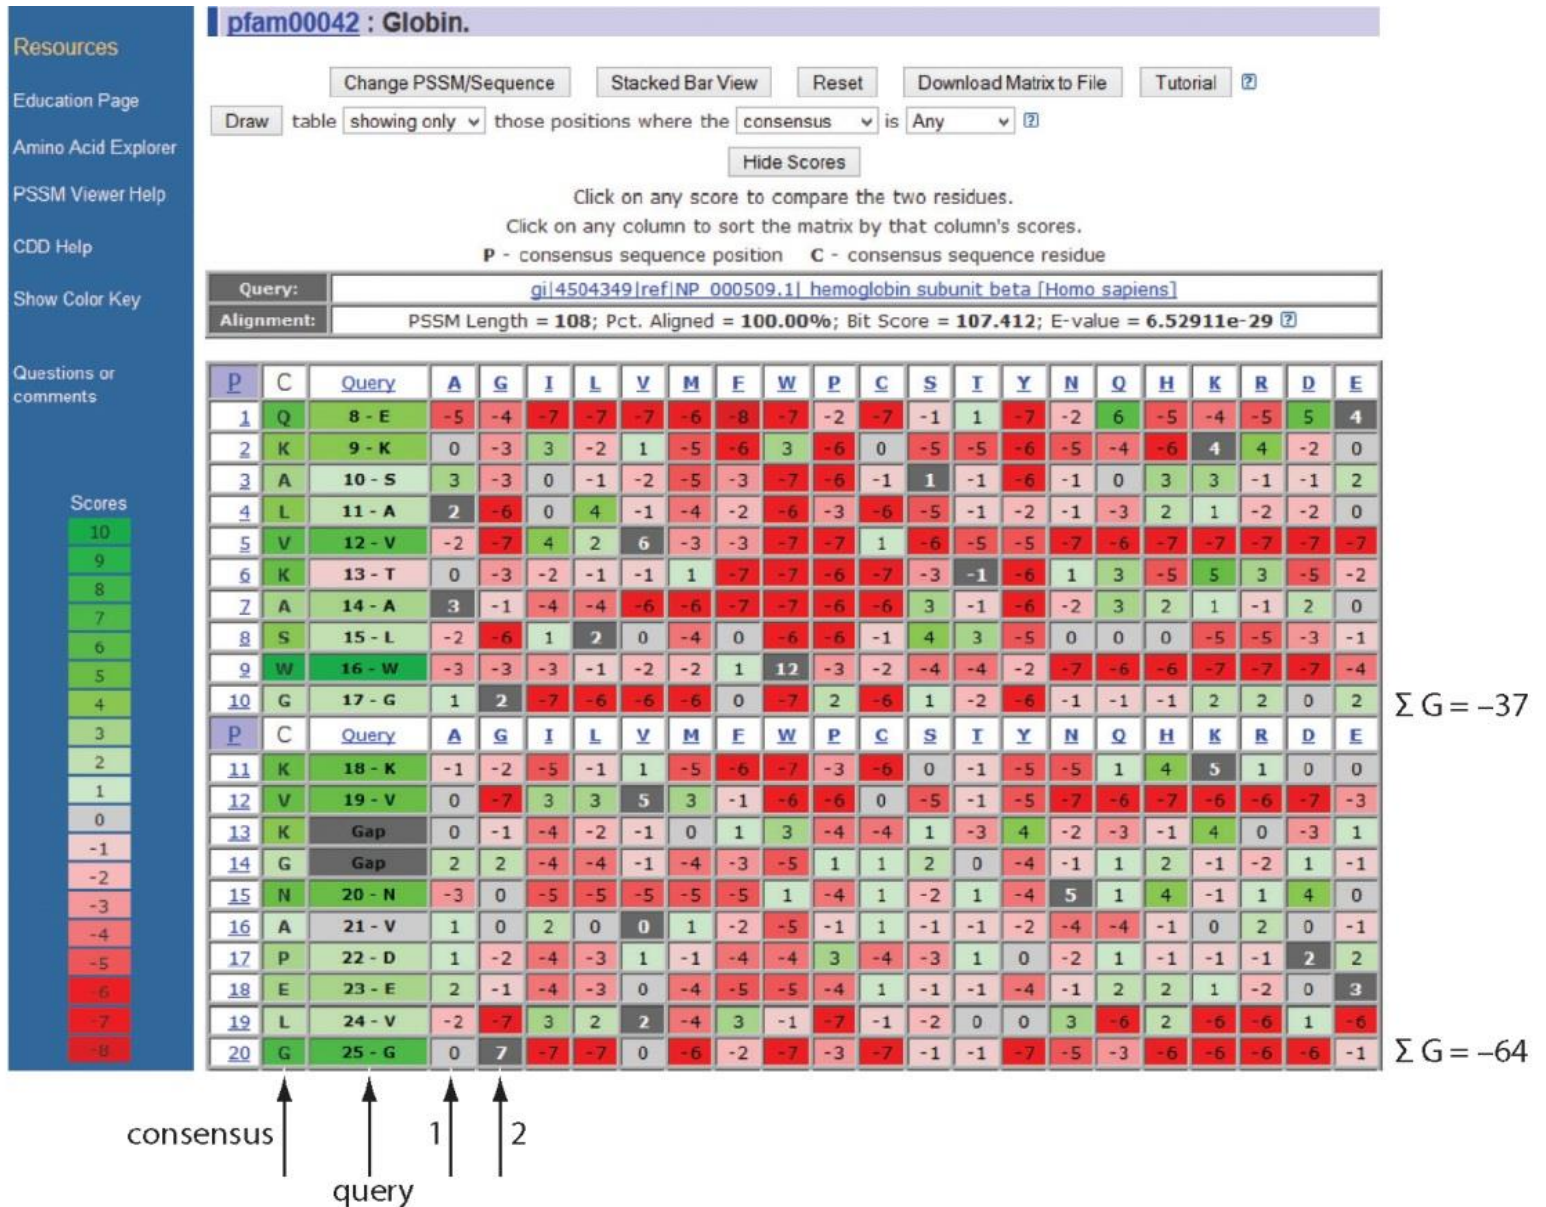 pfam00042 : Globin.
Resources
Education Page
Amino Acid Explorer
PSSM Viewer Help
CDD Help
Show Color Key
Questions or
comments
Scores
10
9
8
7
6
5
4
3
2
1
0
-1
-2
-3
-4
-5
-6
-7
-8
Change PSSM/Sequence Stacked Bar View Reset Download Matrix to File Tutorial ?
Draw table showing only those positions where the consensus is Any ?
Hide Scores
Click on any score to compare the two residues.
Click on any column to sort the matrix by that column's scores.
P - consensus sequence position C - consensus sequence residue
Query: gi|4504349|ref|NP_000509.1| hemoglobin subunit beta [Homo sapiens]
Alignment: PSSM Length = 108; Pct. Aligned = 100.00%; Bit Score = 107.412; E-value = 6.52911e-29 ?
P C Query A G I L V M F W P C S T Y N Q H K R D E
1 Q 8 - E -5 -4 -7 -7 -7 -6 -8 -7 -2 -7 -1 1 -7 -2 6 -5 -4 -5 5 4
2 K 9 - K 0 -3 3 -2 1 -5 -6 3 -6 0 -5 -5 -6 -5 -4 -6 4 4 -2 0
3 A 10 - S 3 -3 0 -1 -2 -5 -3 -7 -6 -1 1 -1 -6 -1 0 3 3 -1 -1 2
4 L 11 - A 2 -6 0 4 -1 -4 -2 -6 -3 -6 -5 -1 -2 -1 -3 2 1 -2 -2 0
5 V 12 - V -2 -7 4 2 6 -3 -3 -7 -7 1 -6 -5 -5 -7 -6 -7 -7 -7 -7 -7
6 K 13 - T 0 -3 -2 -1 -1 1 -7 -7 -6 -7 -3 -1 -6 1 3 -5 5 3 -5 -2
7 A 14 - A 3 -1 -4 -4 -6 -6 -7 -7 -6 -6 3 -1 -6 -2 3 2 1 -1 2 0
8 S 15 - L -2 -6 1 2 0 -4 0 -6 -6 -1 4 3 -5 0 0 0 -5 -5 -3 -1
9 W 16 - W -3 -3 -3 -1 -2 -2 1 12 -3 -2 -4 -4 -2 -7 -6 -6 -7 -7 -7 -4
10 G 17 - G 1 2 -7 -6 -6 -6 0 -7 2 -6 1 -2 -6 -1 -1 -1 2 2 0 2 Σ G = –37
P C Query A G I L V M F W P C S T Y N Q H K R D E
11 K 18 - K -1 -2 -5 -1 1 -5 -6 -7 -3 -6 0 -1 -5 -5 1 4 5 1 0 0
12 V 19 - V 0 -7 3 3 5 3 -1 -6 -6 0 -5 -1 -5 -7 -6 -7 -6 -6 -7 -3
13 K Gap 0 -1 -4 -2 -1 0 1 3 -4 -4 1 -3 4 -2 -3 -1 4 0 -3 1
14 G Gap 2 2 -4 -4 -1 -4 -3 -5 1 1 2 0 -4 -1 1 2 -1 -2 1 -1
15 N 20 - N -3 0 -5 -5 -5 -5 -5 1 -4 1 -2 1 -4 5 1 4 -1 1 4 0
16 A 21 - V 1 0 2 0 0 1 -2 -5 -1 1 -1 -1 -2 -4 -4 -1 0 2 0 -1
17 P 22 - D 1 -2 -4 -3 1 -1 -4 -4 3 -4 -3 1 0 -2 1 -1 -1 -1 2 2
18 E 23 - E 2 -1 -4 -3 0 -4 -5 -5 -4 1 -1 -1 -4 -1 2 2 1 -2 0 3
19 L 24 - V -2 -7 3 2 2 -4 3 -1 -7 -1 -2 0 0 3 -6 2 -6 -6 1 -6
20 G 25 - G 0 7 -7 -7 0 -6 -2 -7 -3 -7 -1 -1 -7 -5 -3 -6 -6 -6 -6 -1 Σ G = –64
consensus 1 2
query